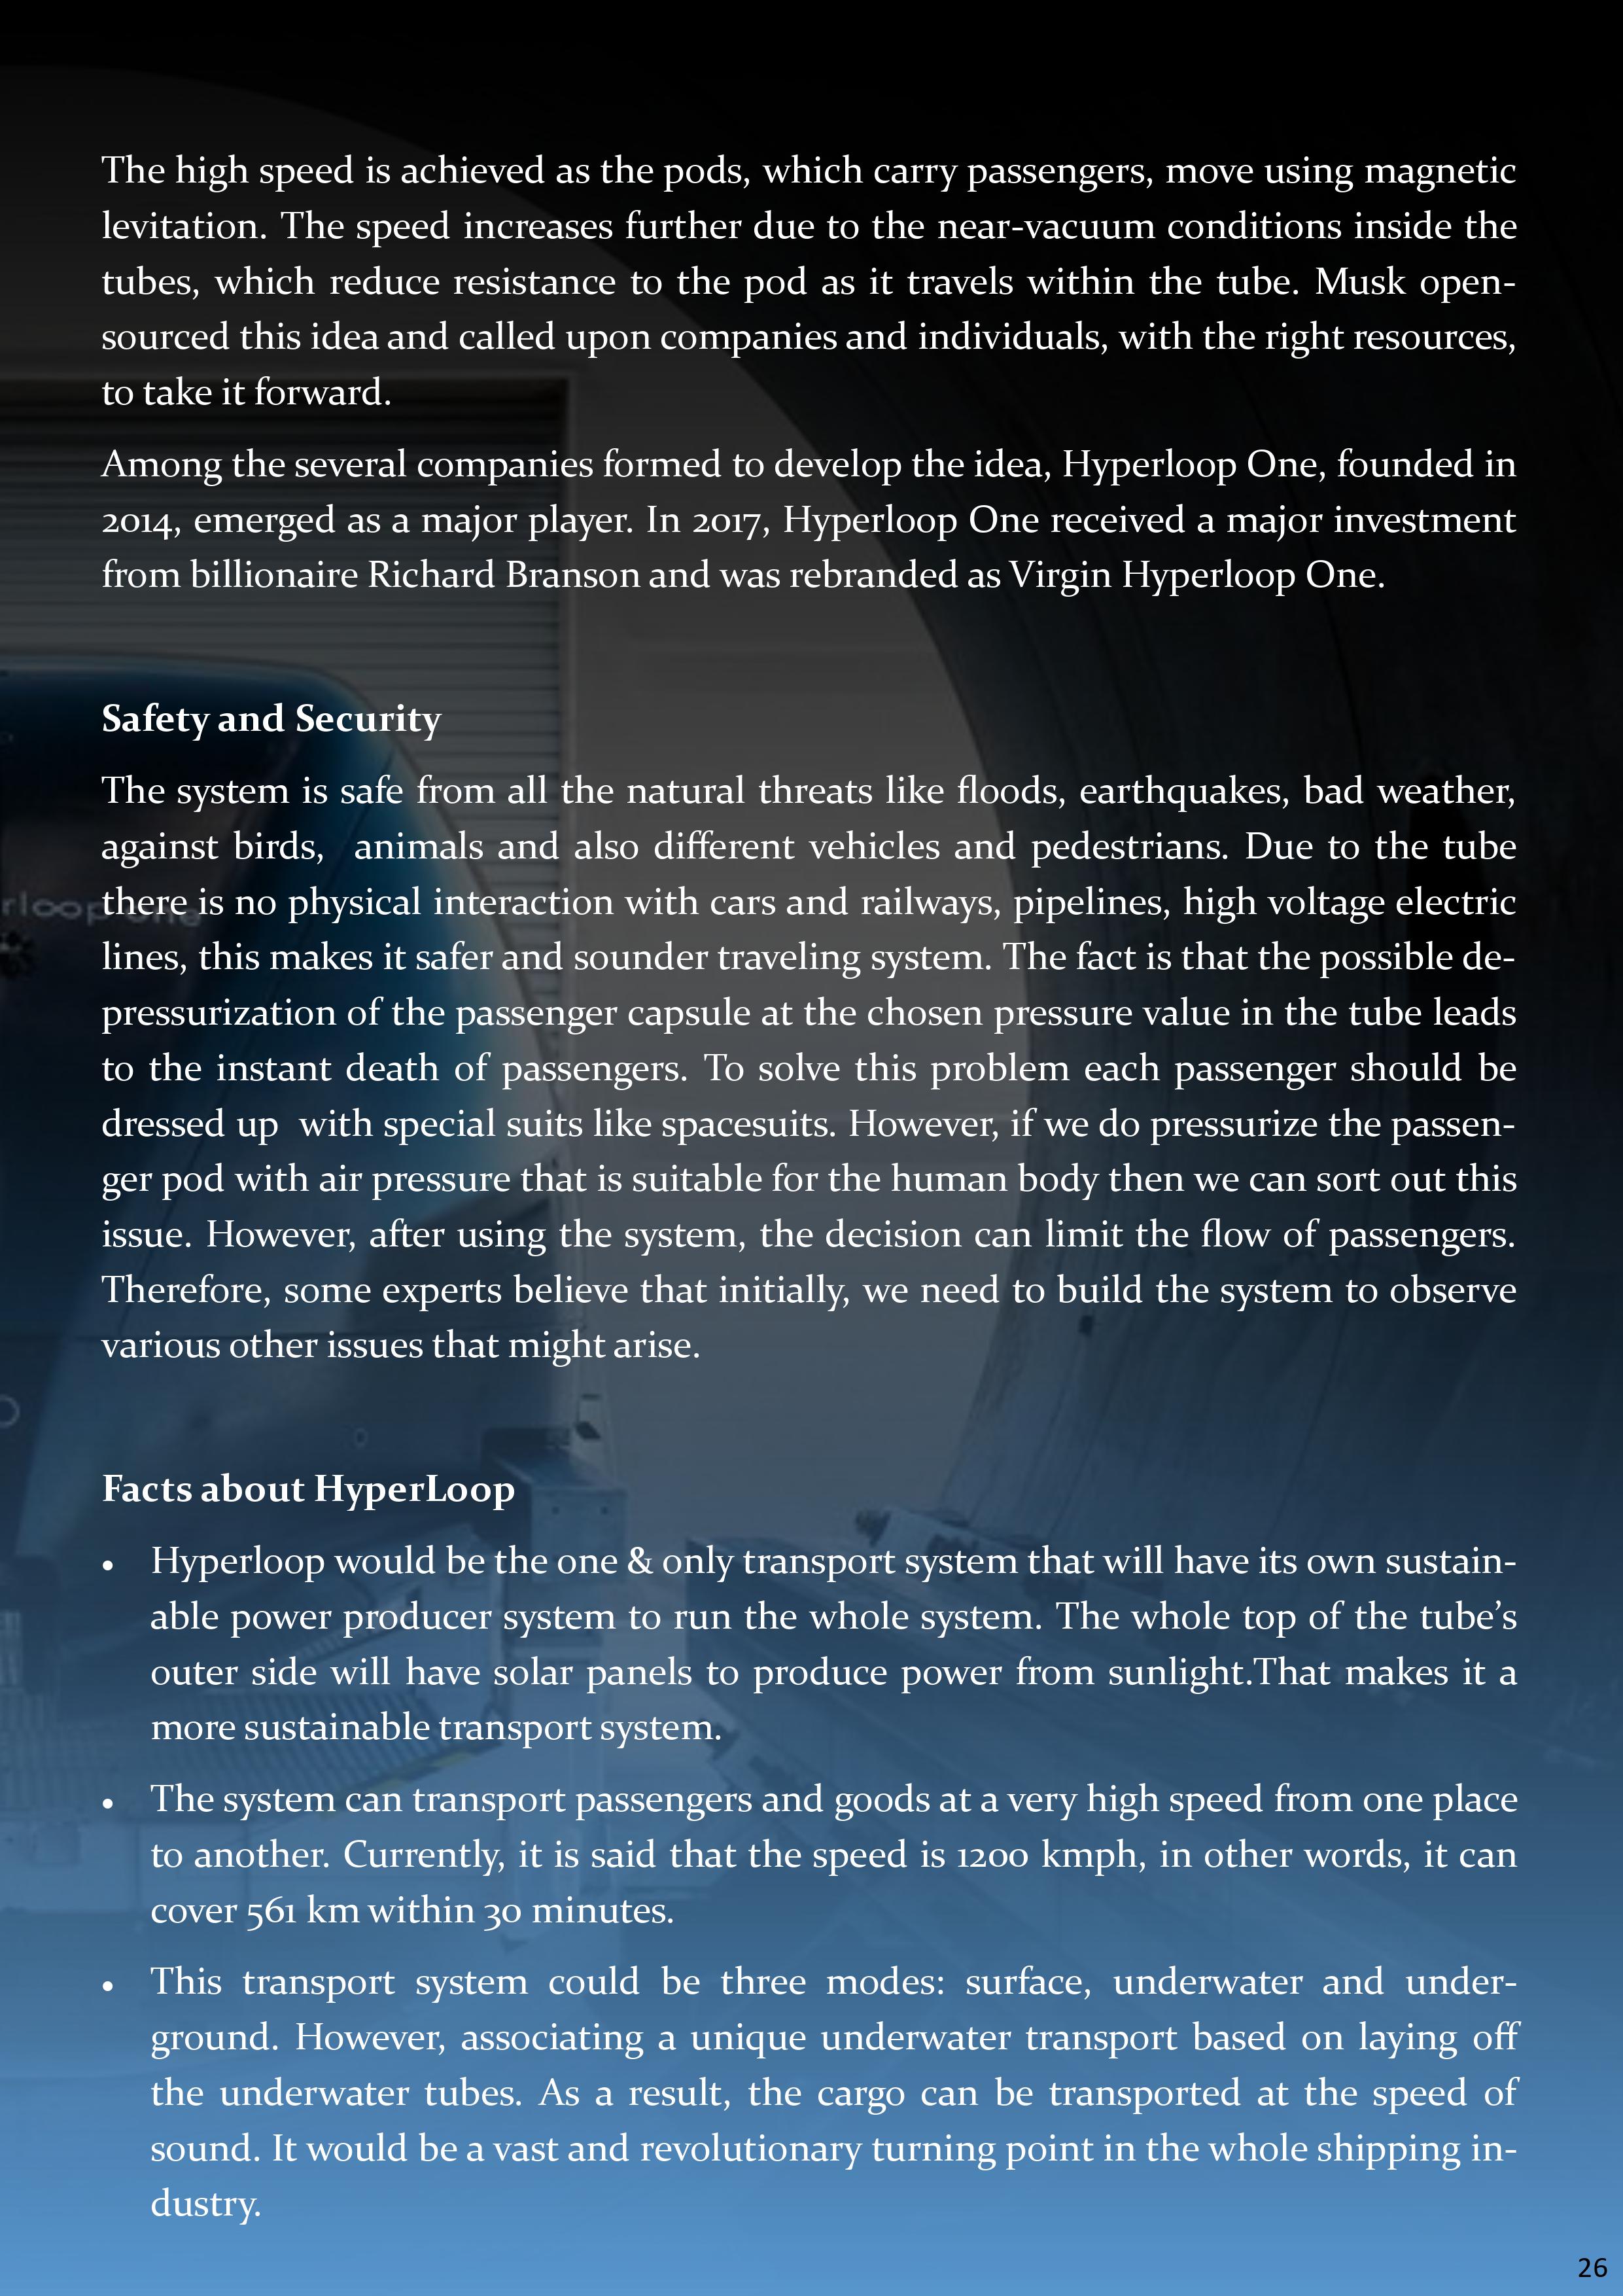 The high speed is achieved as the pods, which carry passengers, move using magnetic
levitation. The speed increases further due to the near-vacuum conditions inside the
tubes, which reduce resistance to the pod as it travels within the tube. Musk open-
sourced this idea and called upon companies and individuals, with the right resources,
to take it forward.
Among the several companies formed to develop the idea, Hyperloop One, founded in
2014, emerged as a major player. In 2017, Hyperloop One received a major investment
from billionaire Richard Branson and was rebranded as Virgin Hyperloop One.
Safety and Security
The system is safe from all the natural threats like floods, earthquakes, bad weather,
against birds,  animals and also different vehicles and pedestrians. Due to the tube
there is no physical interaction with cars and railways, pipelines, high voltage electric
rloop one
lines, this makes it safer and sounder traveling system. The fact is that the possible de-
pressurization of the passenger capsule at the chosen pressure value in the tube leads
to the instant death of passengers. To solve this problem each passenger should be
dressed up  with special suits like spacesuits. However, if we do pressurize the passen-
ger pod with air pressure that is suitable for the human body then we can sort out this
issue. However, after using the system, the decision can limit the flow of passengers.
Therefore, some experts believe that initially, we need to build the system to observe
various other issues that might arise.
Facts about HyperLoop
• Hyperloop would be the one & only transport system that will have its own sustain-
able power producer system to run the whole system. The whole top of the tube's
outer side will have solar panels to produce power from sunlight.That makes it a
more sustainable transport system.
• The system can transport passengers and goods at a very high speed from one place
to another. Currently, it is said that the speed is 1200 kmph, in other words, it can
cover 561 km within 30 minutes.
• This transport system could be three modes: surface, underwater and under-
ground. However, associating a unique underwater transport based on laying off
the underwater tubes. As a result, the cargo can be transported at the speed of
sound. It would be a vast and revolutionary turning point in the whole shipping in-
dustry.
26